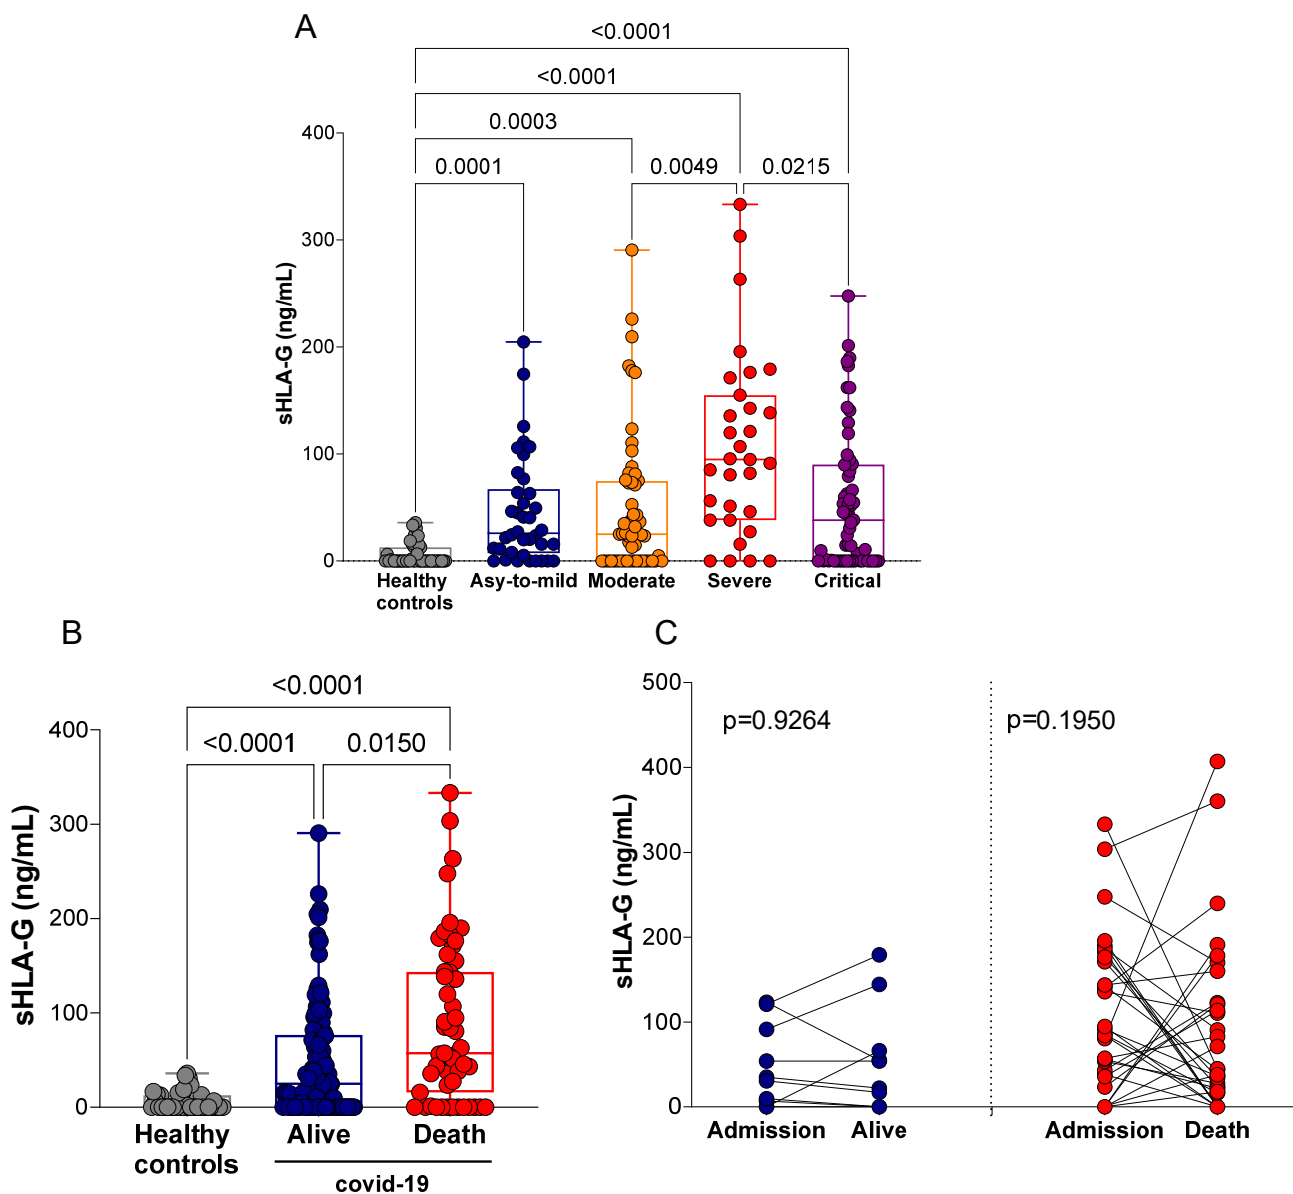 A
<0.0001
<0.0001
0.0003
0.0001
0.0049
0.0215
400
300
200
100
0
sHLA-G (ng/mL)
Healthy
controls
Asy-to-mild
Moderate
Severe
Critical
B
<0.0001
<0.0001
0.0150
400
300
200
100
0
sHLA-G (ng/mL)
Healthy
controls
Alive
Death
covid-19
C
500
400
300
200
100
0
sHLA-G (ng/mL)
p=0.9264
p=0.1950
Admission
Alive
Admission
Death